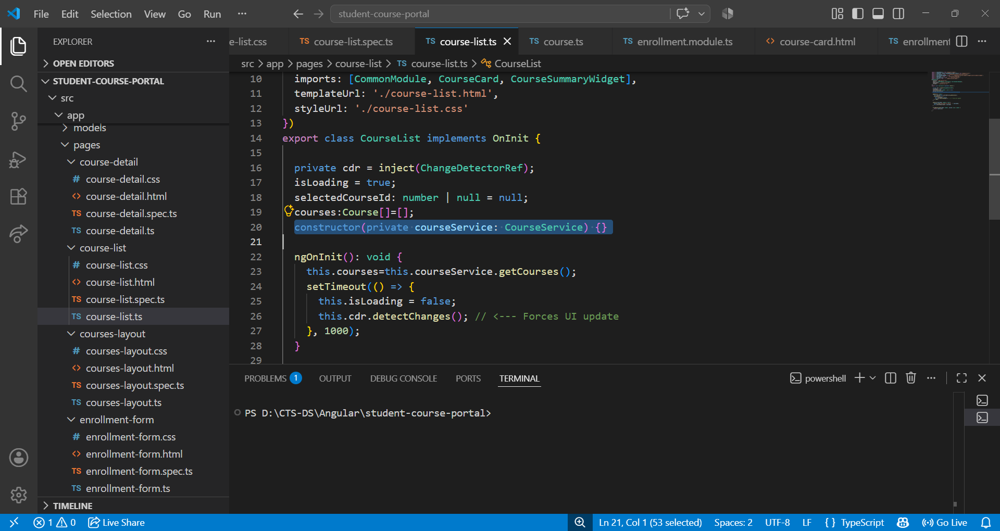 File Edit Selection View Go Run ···
student-course-portal
EXPLORER ···
OPEN EDITORS
STUDENT-COURSE-PORTAL
src
app
models
pages
course-detail
# course-detail.css
<> course-detail.html
TS course-detail.spec.ts
TS course-detail.ts
course-list
# course-list.css
<> course-list.html
TS course-list.spec.ts
TS course-list.ts
courses-layout
# courses-layout.css
<> courses-layout.html
TS courses-layout.spec.ts
TS courses-layout.ts
enrollment-form
# enrollment-form.css
<> enrollment-form.html
TS enrollment-form.spec.ts
TS enrollment-form.ts
TIMELINE
e-list.css TS course-list.spec.ts TS course-list.ts TS course.ts TS enrollment.module.ts <> course-card.html TS enrollment ···
src > app > pages > course-list > TS course-list.ts > CourseList
10 imports: [CommonModule, CourseCard, CourseSummaryWidget],
11 templateUrl: './course-list.html',
12 styleUrl: './course-list.css'
13 })
14 export class CourseList implements OnInit {
15
16 private cdr = inject(ChangeDetectorRef);
17 isLoading = true;
18 selectedCourseId: number | null = null;
19 courses:Course[]=[];
20 constructor(private courseService: CourseService) {}
21
22 ngOnInit(): void {
23 this.courses=this.courseService.getCourses();
24 setTimeout(() => {
25 this.isLoading = false;
26 this.cdr.detectChanges(); // <--- Forces UI update
27 }, 1000);
28 }
29
PROBLEMS 1 OUTPUT DEBUG CONSOLE PORTS TERMINAL powershell ···
PS D:\CTS-DS\Angular\student-course-portal>
1 0 Live Share Ln 21, Col 1 (53 selected) Spaces: 2 UTF-8 LF {} TypeScript Go Live